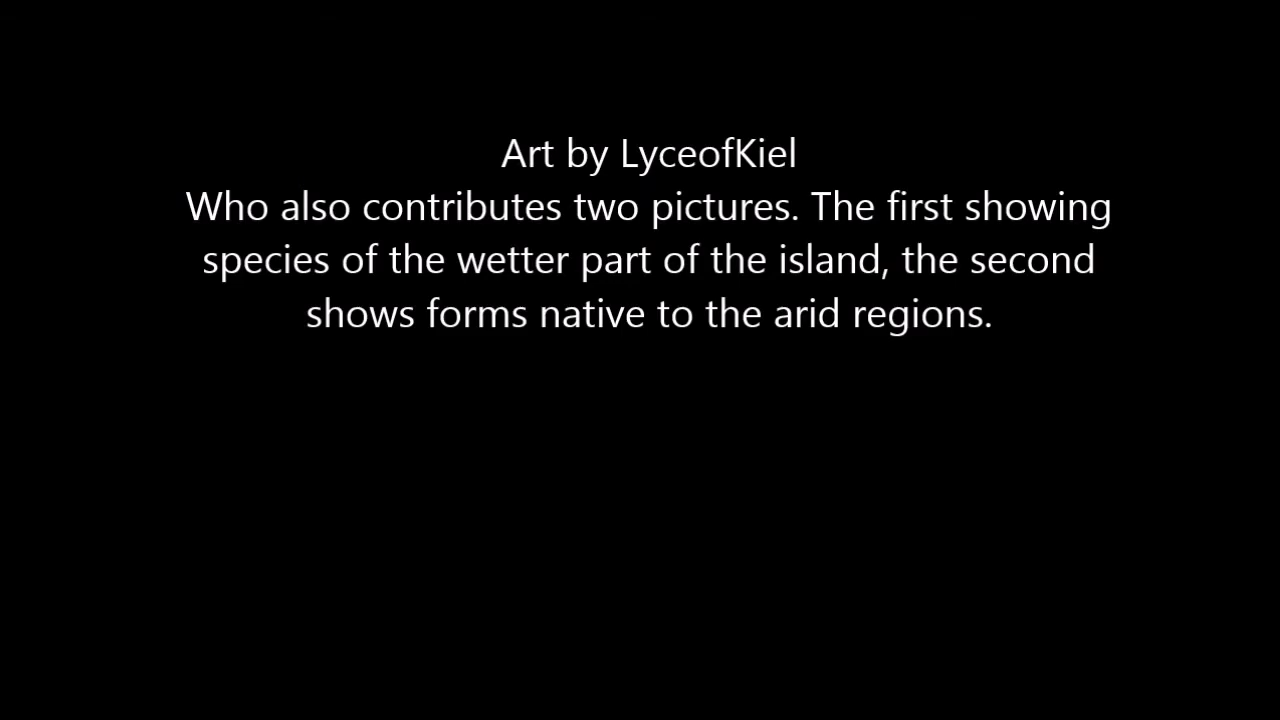 Art by LyceofKiel
Who also contributes two pictures. The first showing
species of the wetter part of the island, the second
shows forms native to the arid regions.